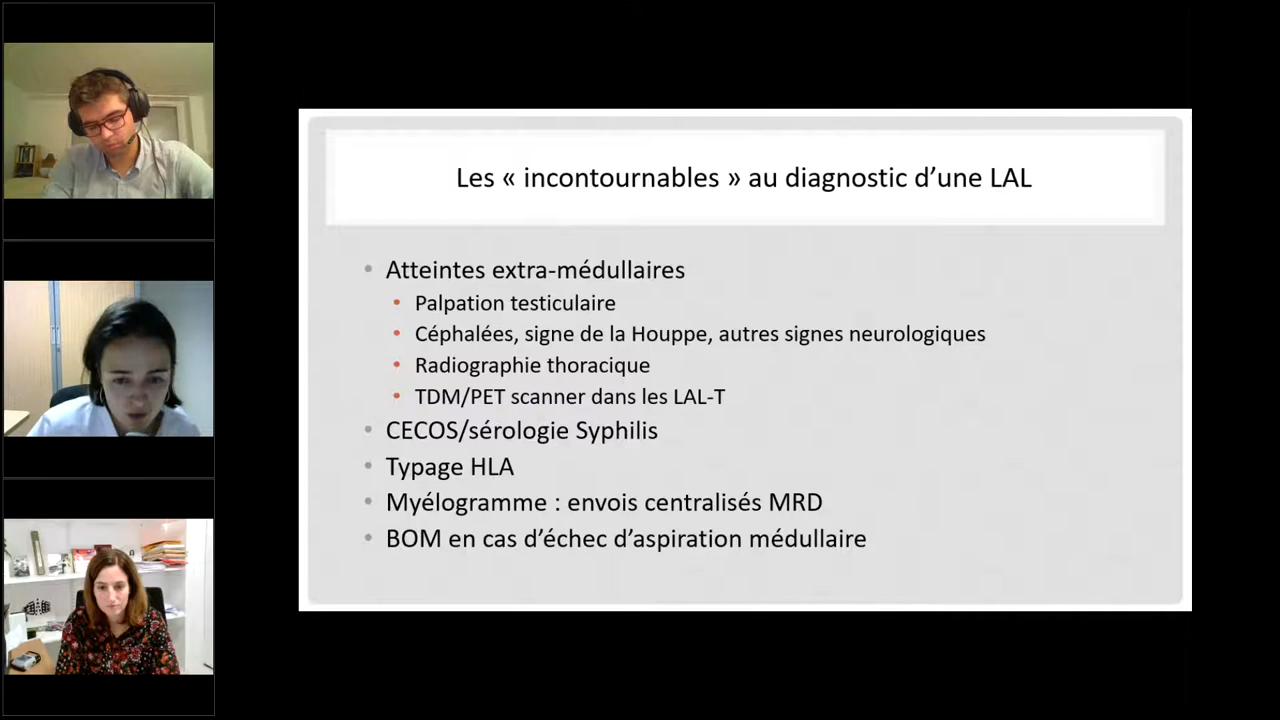 Les « incontournables » au diagnostic d’une LAL
• Atteintes extra-médullaires
• Palpation testiculaire
• Céphalées, signe de la Houppe, autres signes neurologiques
• Radiographie thoracique
• TDM/PET scanner dans les LAL-T
• CECOS/sérologie Syphilis
• Typage HLA
• Myélogramme : envois centralisés MRD
• BOM en cas d’échec d’aspiration médullaire